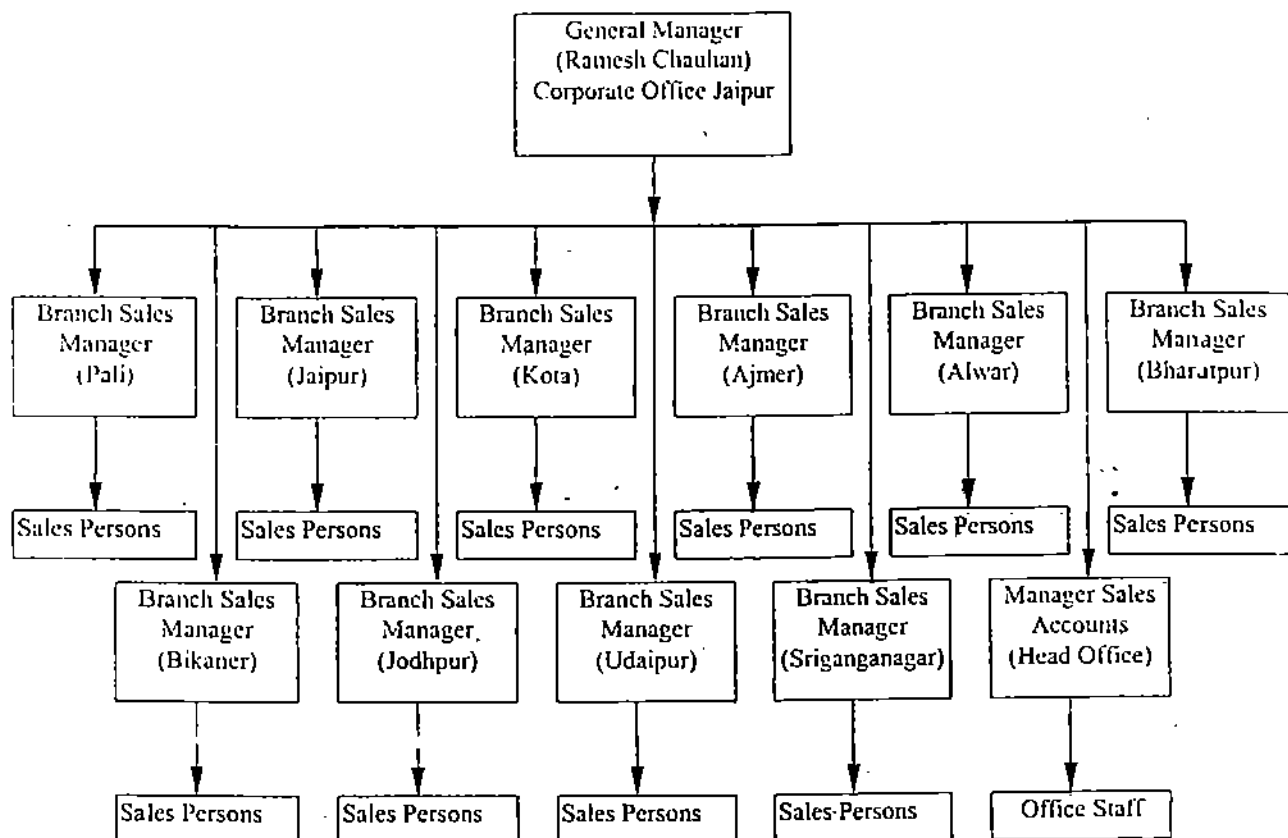 General Manager
(Ramesh Chauhan)
Corporate Office Jaipur
Branch Sales
Manager
(Pali)
Branch Sales
Manager
(Jaipur)
Branch Sales
Manager
(Kota)
Branch Sales
Manager
(Ajmer)
Branch Sales
Manager
(Alwar)
Branch Sales
Manager
(Bharatpur)
Sales Persons
Sales Persons
Sales Persons
Sales Persons
Sales Persons
Sales Persons
Branch Sales
Manager
(Bikaner)
Branch Sales
Manager
(Jodhpur)
Branch Sales
Manager
(Udaipur)
Branch Sales
Manager
(Sriganganagar)
Manager Sales
Accounts
(Head Office)
Sales Persons
Sales Persons
Sales Persons
Sales-Persons
Office Staff